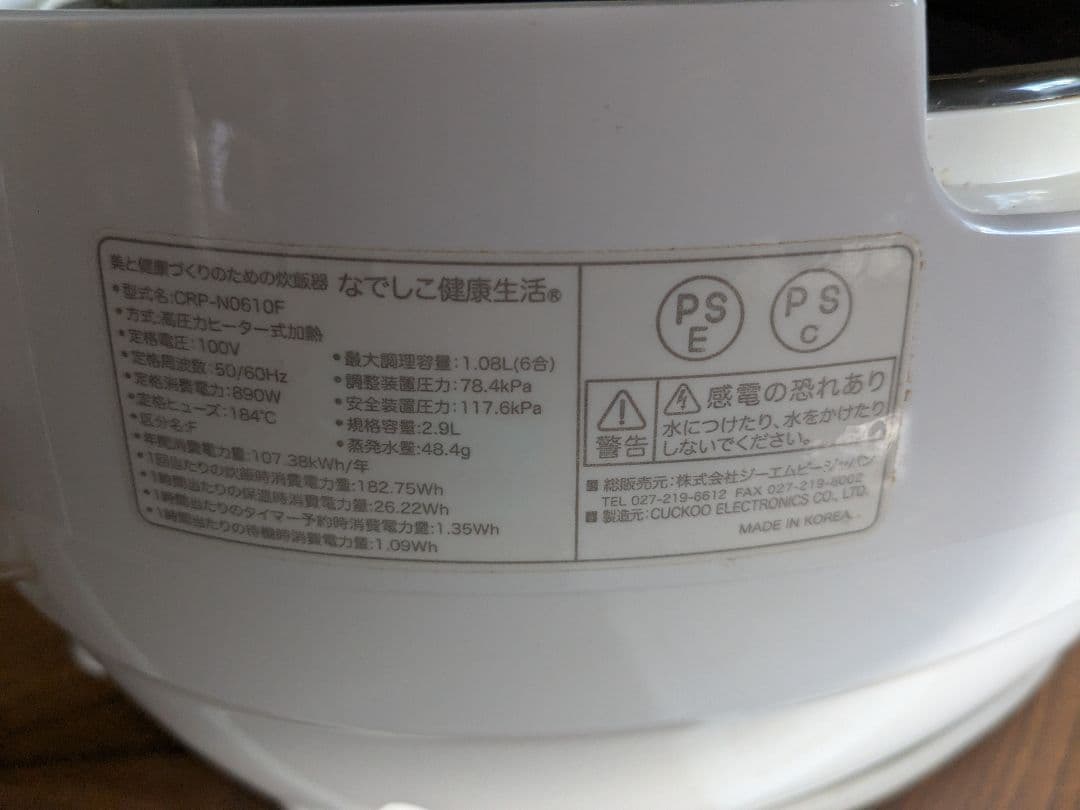 美と健康づくりのための炊飯器 なでしこ健康生活®
•型式名:CRP-N0610F
•方式:高圧力ヒーター式加熱
•定格電圧:100V
•定格周波数:50/60Hz
•定格消費電力:890W
•定格ヒューズ:184℃
•区分名:F
•年間消費電力量:107.38kWh/年
•1回当たりの炊飯時消費電力量:182.75Wh
•1時間当たりの保温時消費電力量:26.22Wh
•1時間当たりのタイマー予約時消費電力量:1.35Wh
•1時間当たりの待機時消費電力量:1.09Wh
•最大調理容量:1.08L(6合)
•調整装置圧力:78.4kPa
•安全装置圧力:117.6kPa
•規格容量:2.9L
•蒸発水量:48.4g
PS
E
PS
C
警告
感電の恐れあり
水につけたり、水をかけたり
しないでください。
総販売元:株式会社ジーエムピージャパン
TEL 027-219-6612 FAX 027-219-6002
製造元:CUCKOO ELECTRONICS CO., LTD.
MADE IN KOREA